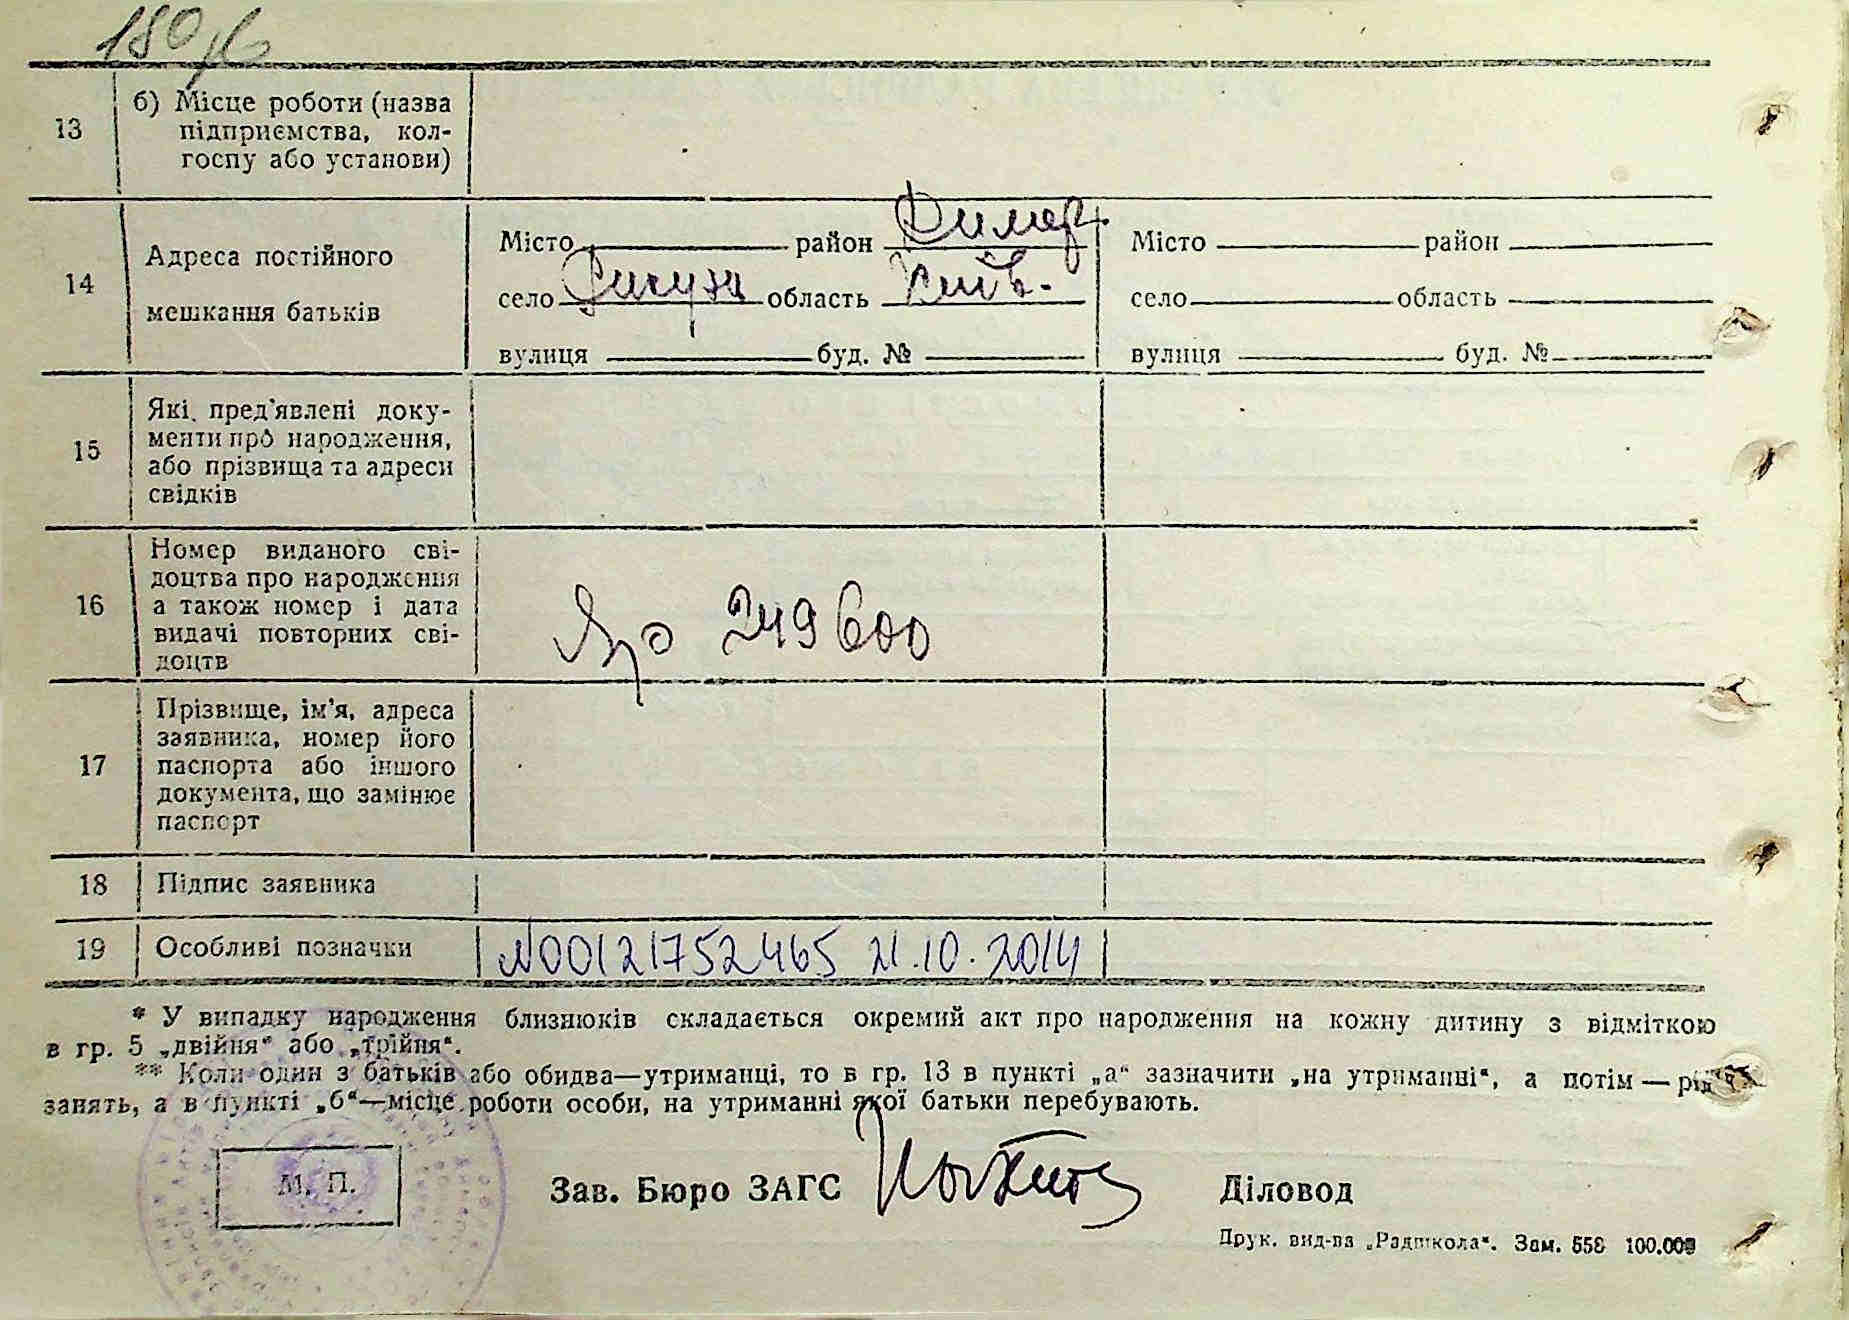 180
13
б) Місце роботи (назва
підприємства, кол-
госпу або установи)
14
Адреса постійного
мешкання батьків
Місто район Димер.
село область Київ.
вулиця буд. №
Місто район
село область
вулиця буд. №
15
Які пред'явлені доку-
менти про народження,
або прізвища та адреси
свідків
16
Номер виданого сві-
доцтва про народження
а також номер і дата
видачі повторних сві-
доцтв
249600
17
Прізвище, ім'я, адреса
заявника, номер його
паспорта або іншого
документа, що замінює
паспорт
18
Підпис заявника
19
Особливі позначки
N00121752465 21.10.2014
* У випадку народження близнюків складається окремий акт про народження на кожну дитину з відміткою
в гр. 5 „двійня“ або „трійня“.
** Коли один з батьків або обидва—утриманці, то в гр. 13 в пункті „а“ зазначити „на утриманні“, а потім — рід
занять, а в пункті „б“—місце роботи особи, на утриманні якої батьки перебувають.
М. П.
Зав. Бюро ЗАГС
Діловод
Друк. вид-ва „Радшкола“. Зам. 558 100.000